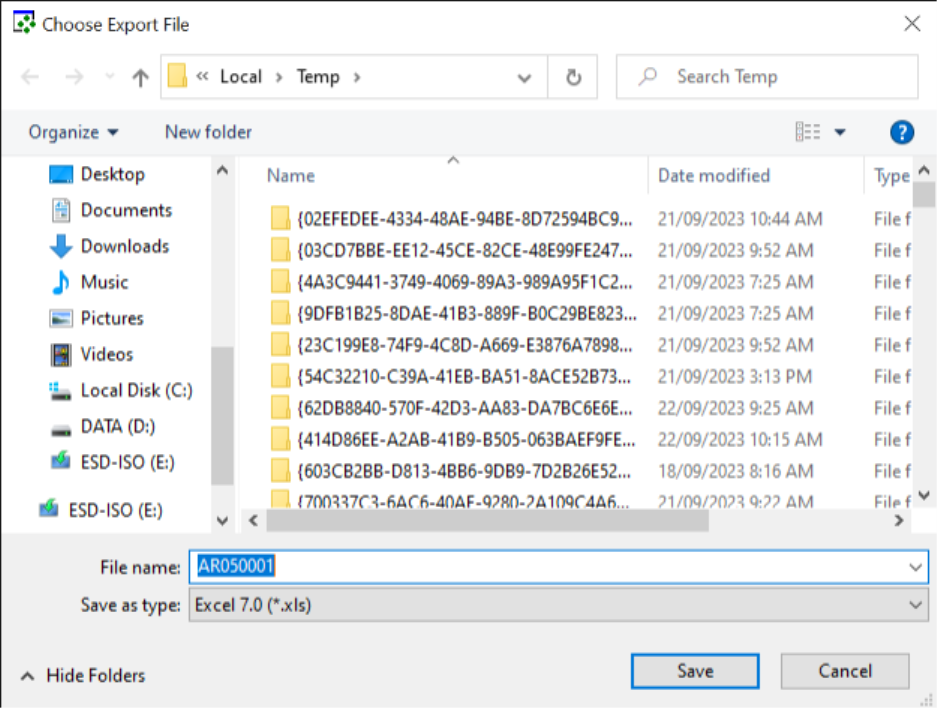 Choose Export File
« Local › Temp ›
Search Temp
Organize
New folder
?
Desktop
Documents
Downloads
Music
Pictures
Videos
Local Disk (C:)
DATA (D:)
ESD-ISO (E:)
ESD-ISO (E:)
Name Date modified Type
{02EFEDEE-4334-48AE-94BE-8D72594BC9... 21/09/2023 10:44 AM File f
{03CD7BBE-EE12-45CE-82CE-48E99FE247... 21/09/2023 9:52 AM File f
{4A3C9441-3749-4069-89A3-989A95F1C2... 21/09/2023 7:25 AM File f
{9DFB1B25-8DAE-41B3-889F-B0C29BE823... 21/09/2023 7:25 AM File f
{23C199E8-74F9-4C8D-A669-E3876A7898... 21/09/2023 9:52 AM File f
{54C32210-C39A-41EB-BA51-8ACE52B73... 21/09/2023 3:13 PM File f
{62DB8840-570F-42D3-AA83-DA7BC6E6E... 22/09/2023 9:25 AM File f
{414D86EE-A2AB-41B9-B505-063BAEF9FE... 22/09/2023 10:15 AM File f
{603CB2BB-D813-4BB6-9DB9-7D2B26E52... 18/09/2023 8:16 AM File f
{700337C3-6AC6-40AE-9280-2A109C4A6... 21/09/2023 9:22 AM File f
File name: AR050001
Save as type: Excel 7.0 (*.xls)
Hide Folders
Save
Cancel